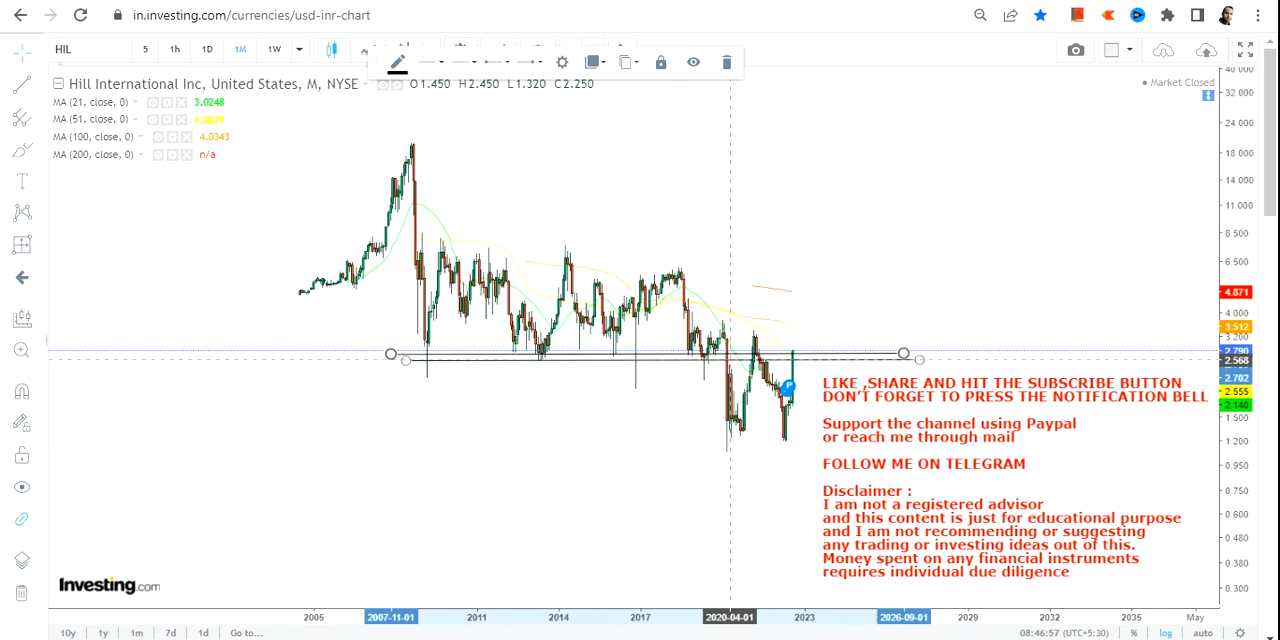 in.investing.com/currencies/usd-inr-chart
HIL 5 1h 1D 1M 1W
Hill International Inc, United States, M, NYSE O1.450 H2.450 L1.320 C2.250
Market Closed
MA (21, close, 0) 3.0248
MA (51, close, 0)
MA (100, close, 0) 4.0343
MA (200, close, 0) n/a
40.000
32.000
24.000
18.000
14.000
11.000
8.500
6.500
4.871
4.000
3.512
3.200
2.790
2.568
2.702
2.555
2.140
1.500
1.200
0.950
0.750
0.600
0.480
0.380
0.300
P
LIKE ,SHARE AND HIT THE SUBSCRIBE BUTTON
DON'T FORGET TO PRESS THE NOTIFICATION BELL
Support the channel using Paypal
or reach me through mail
FOLLOW ME ON TELEGRAM
Disclaimer :
I am not a registered advisor
and this content is just for educational purpose
and I am not recommending or suggesting
any trading or investing ideas out of this.
Money spent on any financial instruments
requires individual due diligence
Investing.com
2005 2007-11-01 2011 2014 2017 2020-04-01 2023 2026-09-01 2029 2032 2035 May
10y 1y 1m 7d 1d Go to... 08:46:57 (UTC+5:30) % log auto